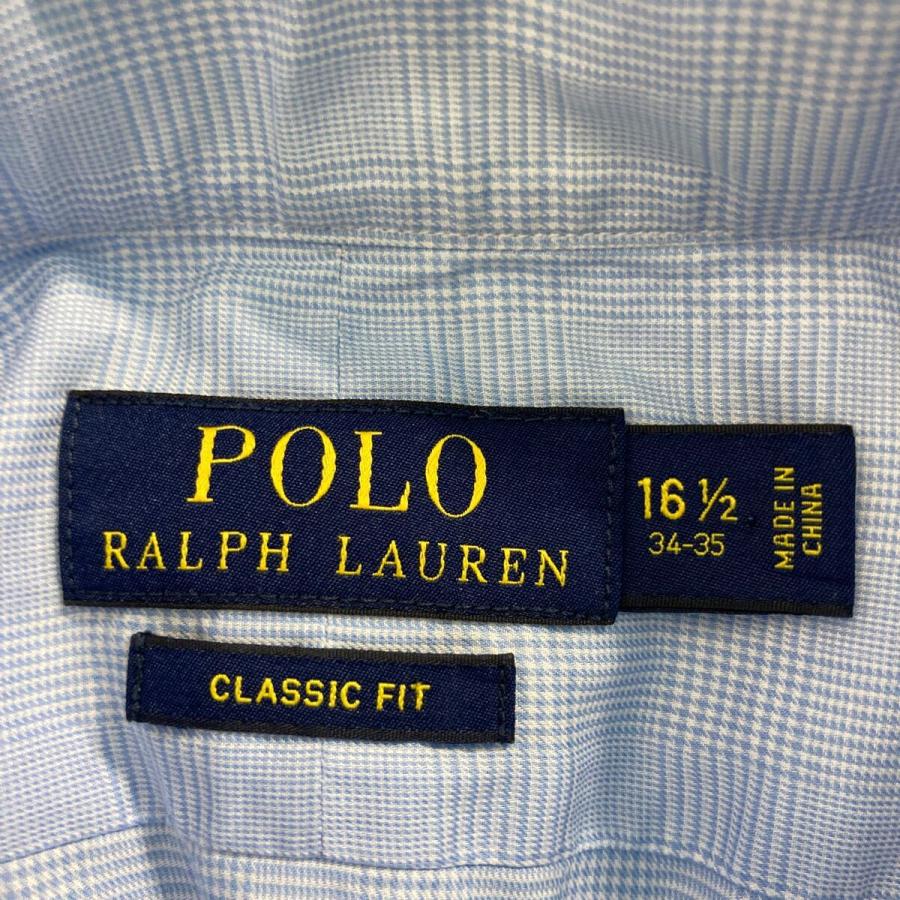 POLO
RALPH LAUREN
16 ½
34-35
MADE IN
CHINA
CLASSIC FIT